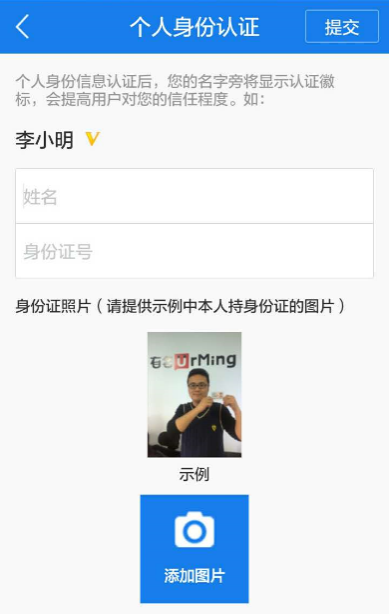 个人身份认证
提交
个人身份信息认证后，您的名字旁将显示认证徽
标，会提高用户对您的信任程度。如：
李小明
姓名
身份证号
身份证照片（请提供示例中本人持身份证的图片）
urMing
示例
添加图片